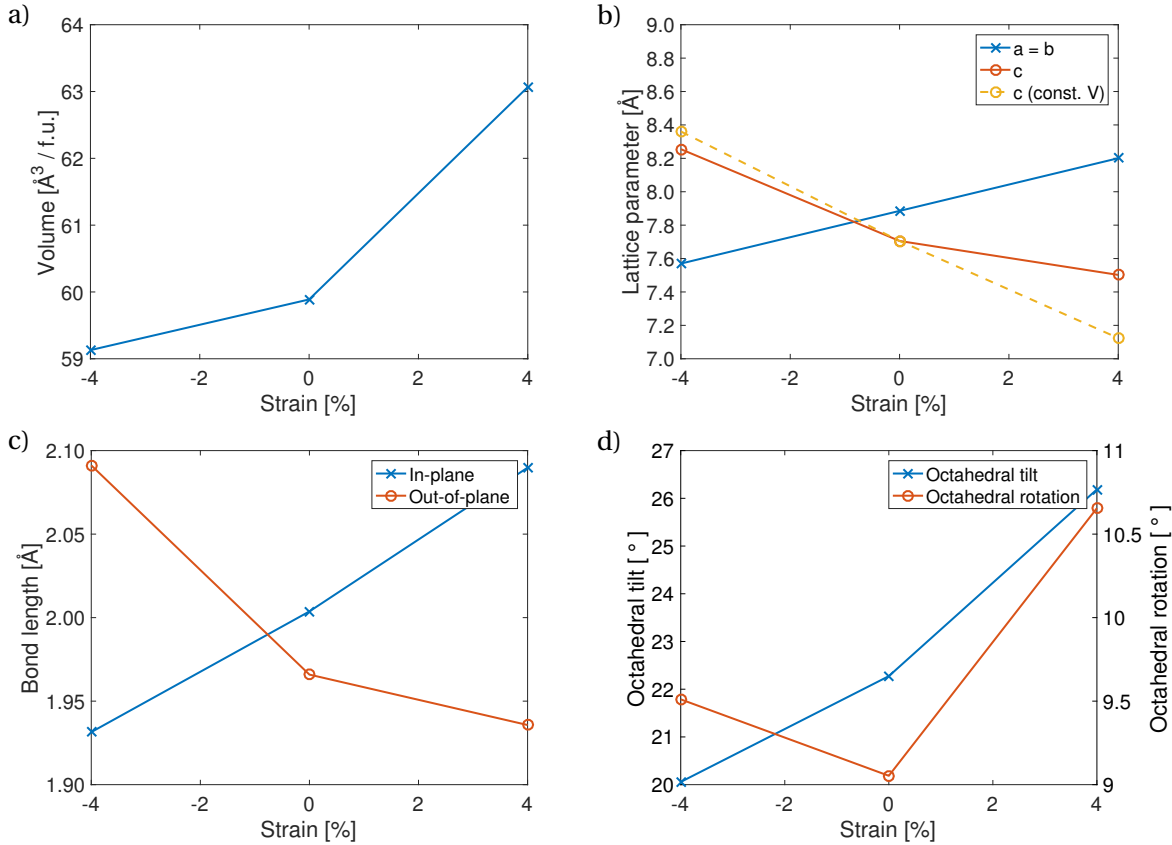 a)
64
63
62
61
60
59
Volume [Å³ / f.u.]
-4 -2 0 2 4
Strain [%]
b)
9.0
8.8
8.6
8.4
8.2
8.0
7.8
7.6
7.4
7.2
7.0
Lattice parameter [Å]
a = b
c
c (const. V)
-4 -2 0 2 4
Strain [%]
c)
2.10
2.05
2.00
1.95
1.90
Bond length [Å]
In-plane
Out-of-plane
-4 -2 0 2 4
Strain [%]
d)
27
26
25
24
23
22
21
20
Octahedral tilt [ ° ]
Octahedral tilt
Octahedral rotation
11
10.5
10
9.5
9
Octahedral rotation [ ° ]
-4 -2 0 2 4
Strain [%]